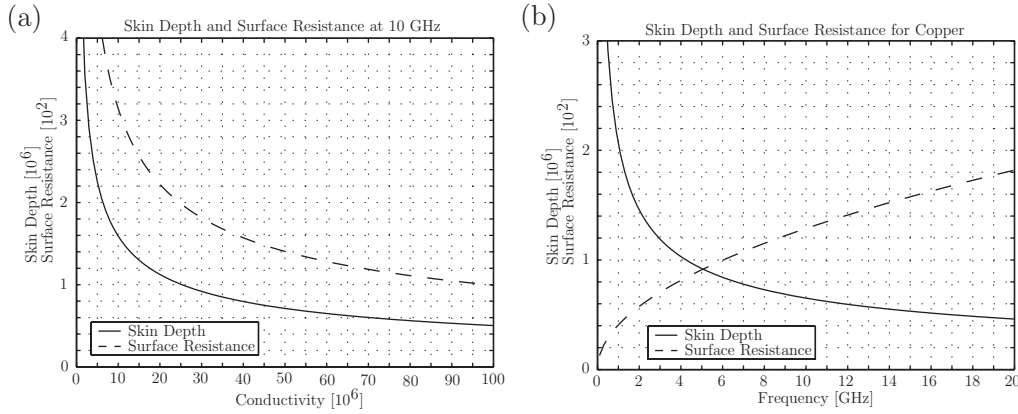 (a)
Skin Depth and Surface Resistance at 10 GHz
4
3
2
1
0
Skin Depth [10^6]
Surface Resistance [10^2]
Skin Depth
Surface Resistance
0 10 20 30 40 50 60 70 80 90 100
Conductivity [10^6]
(b)
Skin Depth and Surface Resistance for Copper
3
2
1
0
Skin Depth [10^6]
Surface Resistance [10^2]
Skin Depth
Surface Resistance
0 2 4 6 8 10 12 14 16 18 20
Frequency [GHz]